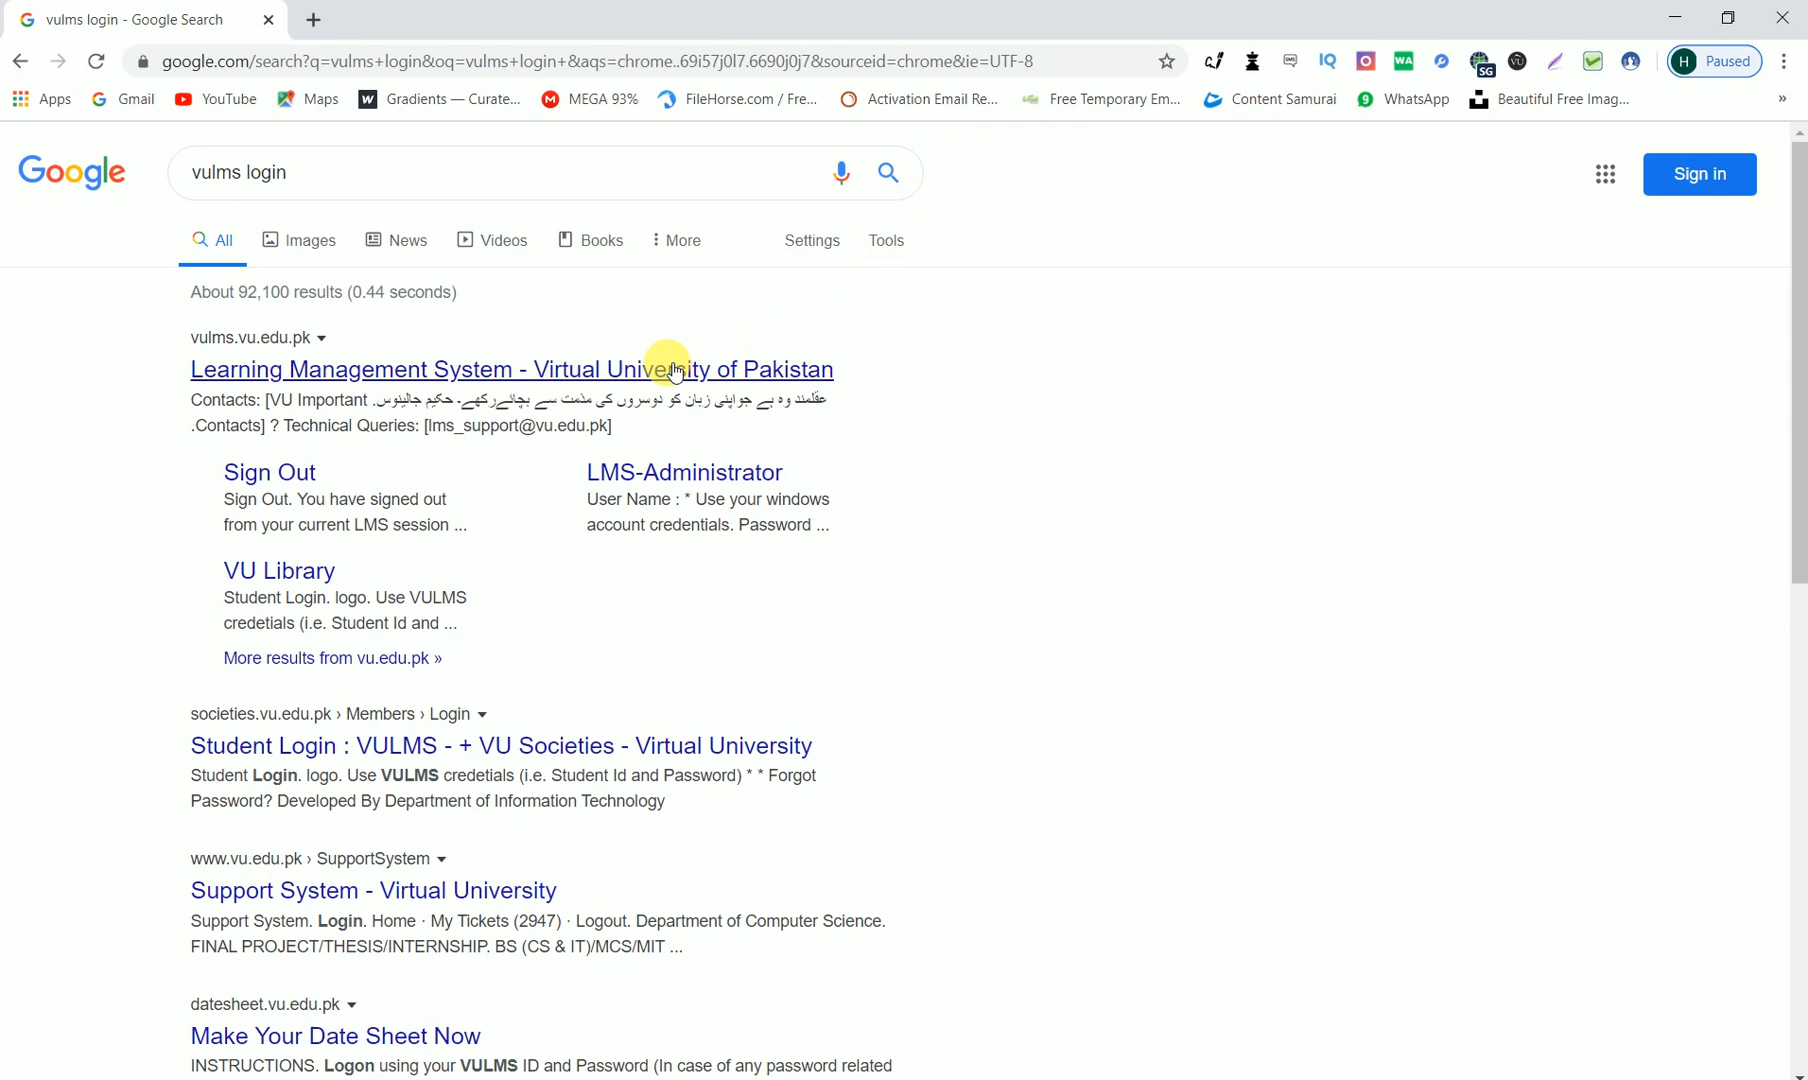 vulms login - Google Search
google.com/search?q=vulms+login&oq=vulms+login+&aqs=chrome..69i57j0l7.6690j0j7&sourceid=chrome&ie=UTF-8
SMS
IQ
WA
SG
VU
H Paused
Apps Gmail YouTube Maps W Gradients — Curate... M MEGA 93% FileHorse.com / Fre... Activation Email Re... Free Temporary Em... Content Samurai 9 WhatsApp Beautiful Free Imag... »
Google vulms login Sign in
All Images News Videos Books More Settings Tools
About 92,100 results (0.44 seconds)
vulms.vu.edu.pk
Learning Management System - Virtual University of Pakistan
Contacts: [VU Important .عقلمند وہ ہے جواپنی زبان کو دوسروں کی مذمت سے بچائےرکھے۔ حکیم جالینوس
.Contacts] ? Technical Queries: [lms_support@vu.edu.pk]
Sign Out
Sign Out. You have signed out
from your current LMS session ...
LMS-Administrator
User Name : * Use your windows
account credentials. Password ...
VU Library
Student Login. logo. Use VULMS
credetials (i.e. Student Id and ...
More results from vu.edu.pk »
societies.vu.edu.pk › Members › Login
Student Login : VULMS - + VU Societies - Virtual University
Student Login. logo. Use VULMS credetials (i.e. Student Id and Password) * * Forgot
Password? Developed By Department of Information Technology
www.vu.edu.pk › SupportSystem
Support System - Virtual University
Support System. Login. Home · My Tickets (2947) · Logout. Department of Computer Science.
FINAL PROJECT/THESIS/INTERNSHIP. BS (CS & IT)/MCS/MIT ...
datesheet.vu.edu.pk
Make Your Date Sheet Now
INSTRUCTIONS. Logon using your VULMS ID and Password (In case of any password related